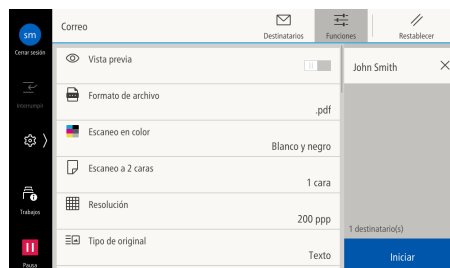 sm
Cerrar sesión
Interrumpir
Trabajos
Pausa
Correo
Destinatarios
Funciones
Restablecer
Vista previa
Formato de archivo
.pdf
Escaneo en color
Blanco y negro
Escaneo a 2 caras
1 cara
Resolución
200 ppp
Tipo de original
Texto
John Smith
1 destinatario(s)
Iniciar